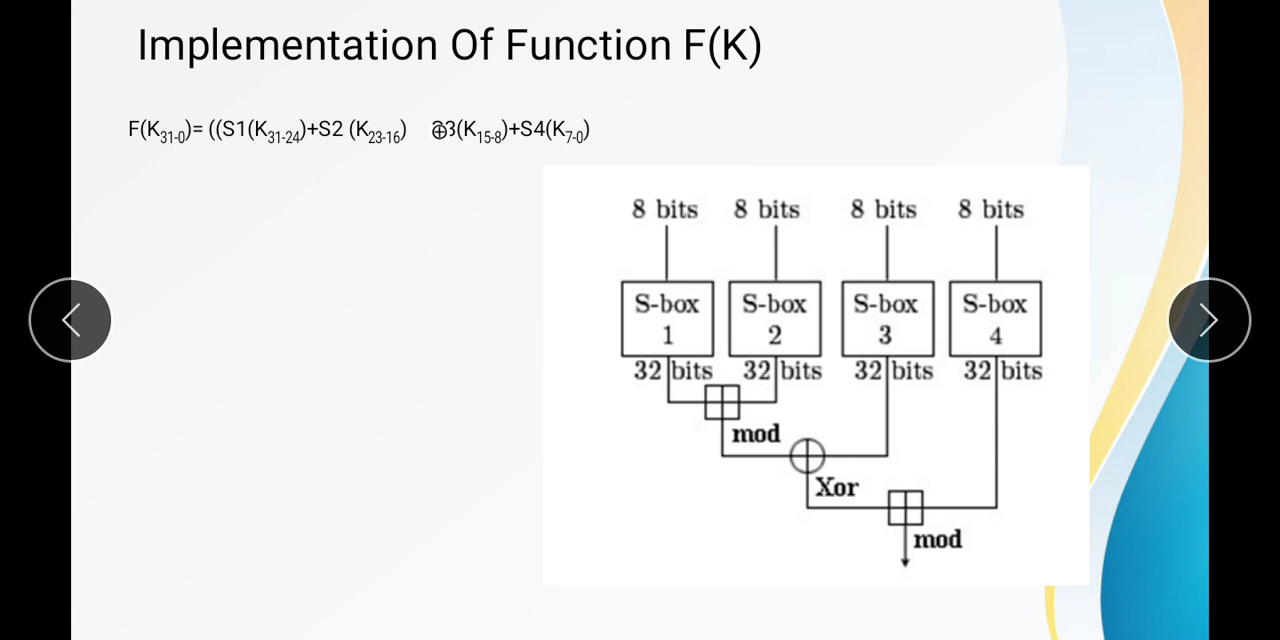 Implementation Of Function F(K)
F(K31-0)= ((S1(K31-24)+S2 (K23-16) ⊕3(K15-8)+S4(K7-0)
8 bits 8 bits 8 bits 8 bits
S-box S-box S-box S-box
1 2 3 4
32 bits 32 bits 32 bits 32 bits
mod
Xor
mod